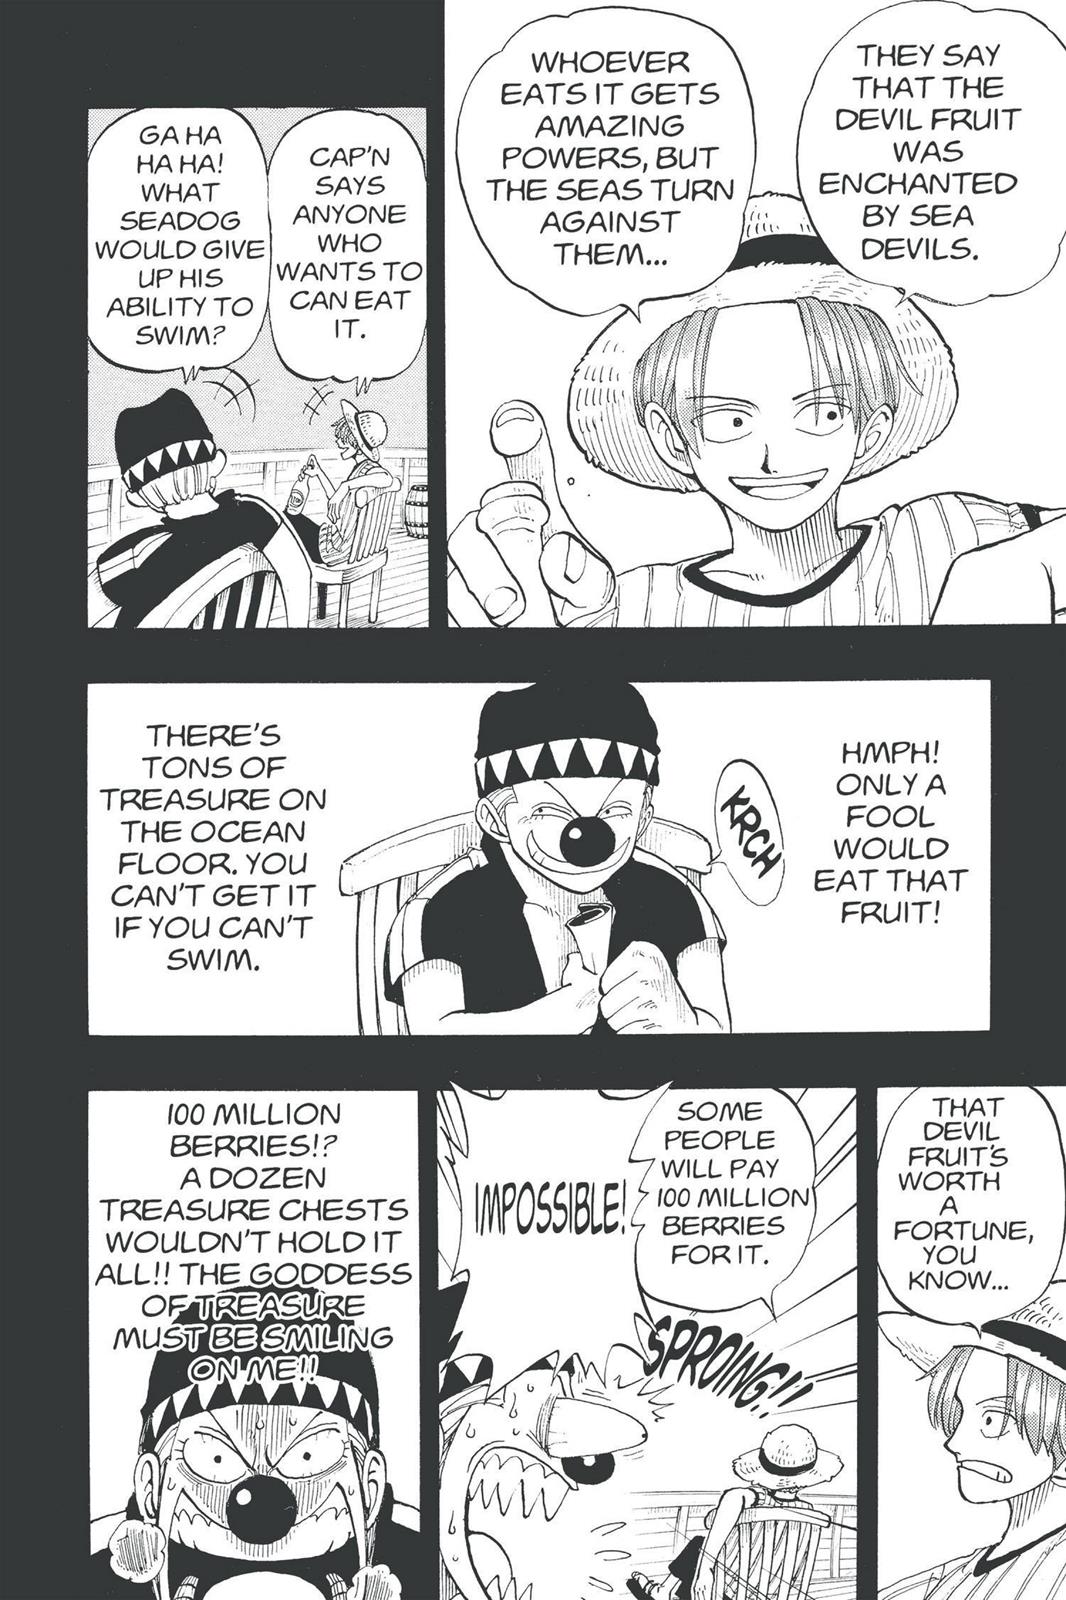 THEY SAY
THAT THE
DEVIL FRUIT
WAS
ENCHANTED
BY SEA
DEVILS.
WHOEVER
EATS IT GETS
AMAZING
POWERS, BUT
THE SEAS TURN
AGAINST
THEM...
CAP'N
SAYS
ANYONE
WHO
WANTS TO
CAN EAT
IT.
GA HA
HA HA!
WHAT
SEADOG
WOULD GIVE
UP HIS
ABILITY TO
SWIM?
HMPH!
ONLY A
FOOL
WOULD
EAT THAT
FRUIT!
KRCH
THERE'S
TONS OF
TREASURE ON
THE OCEAN
FLOOR. YOU
CAN'T GET IT
IF YOU CAN'T
SWIM.
THAT
DEVIL
FRUIT'S
WORTH
A
FORTUNE,
YOU
KNOW...
SOME
PEOPLE
WILL PAY
100 MILLION
BERRIES
FOR IT.
IMPOSSIBLE!
SPROING!!
100 MILLION
BERRIES!?
A DOZEN
TREASURE CHESTS
WOULDN'T HOLD IT
ALL!! THE GODDESS
OF TREASURE
MUST BE SMILING
ON ME!!